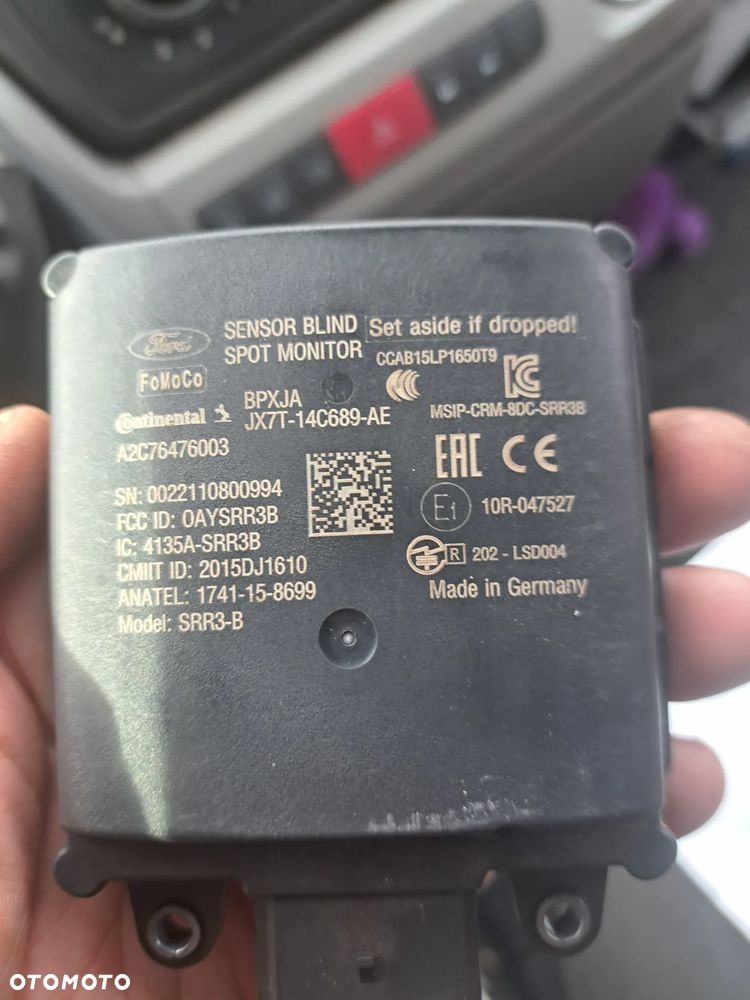 Ford
FoMoCo
Continental
A2C76476003
SENSOR BLIND
SPOT MONITOR
BPXJA
JX7T-14C689-AE
Set aside if dropped!
CCAB15LP1650T9
CCC
KC
MSIP-CRM-8DC-SRR3B
EAC CE
E1 10R-047527
R 202 - LSD004
Made in Germany
SN: 0022110800994
FCC ID: OAYSRR3B
IC: 4135A-SRR3B
CMIIT ID: 2015DJ1610
ANATEL: 1741-15-8699
Model: SRR3-B
OTOMOTO